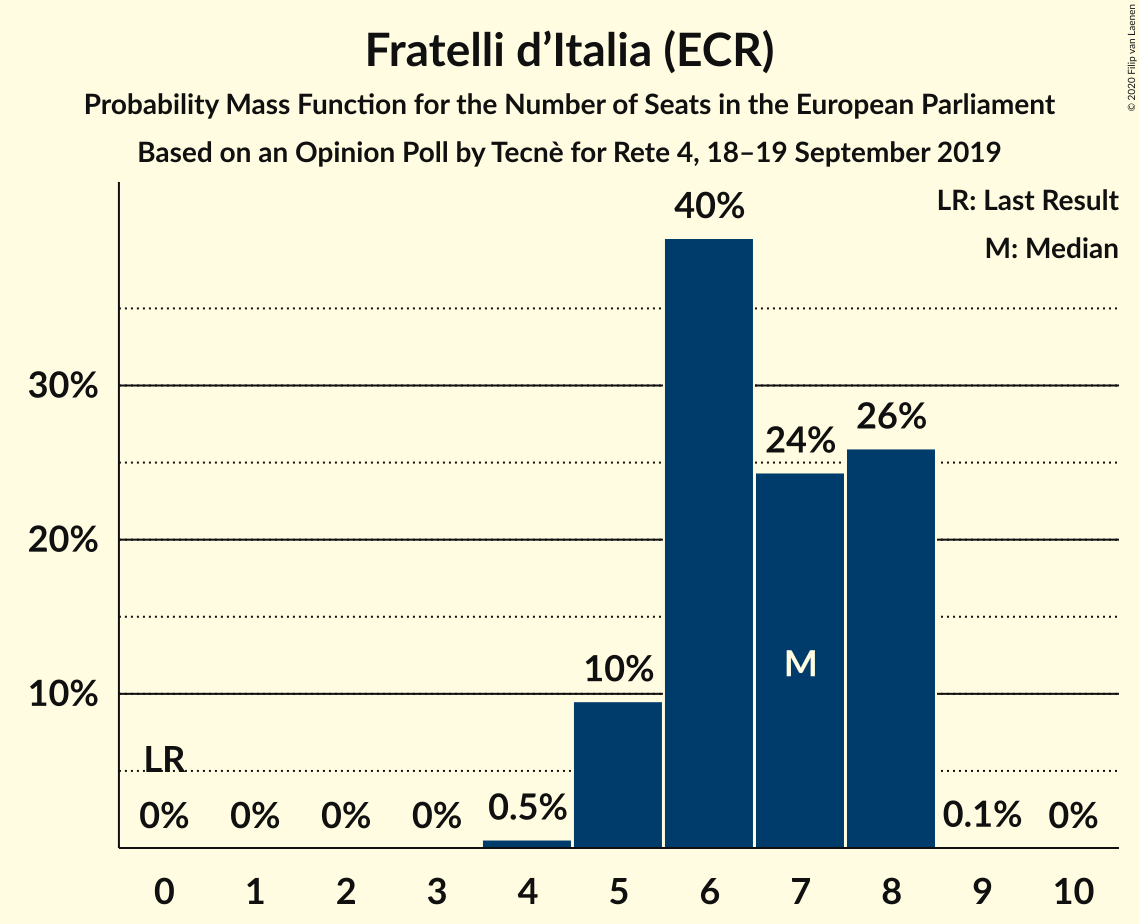 Fratelli d’Italia (ECR)
Probability Mass Function for the Number of Seats in the European Parliament
Based on an Opinion Poll by Tecnè for Rete 4, 18–19 September 2019
© 2020 Filip van Laenen
LR: Last Result
M: Median
40%
30%
26%
24%
20%
10%
M
10%
LR
0% 0% 0% 0% 0.5% 0.1% 0%
0 1 2 3 4 5 6 7 8 9 10